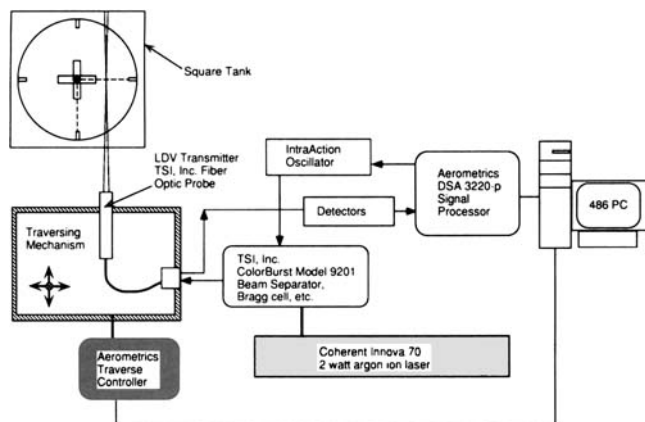 Square Tank
LDV Transmitter
TSI, Inc. Fiber
Optic Probe
IntraAction
Oscillator
Aerometrics
DSA 3220-p
Signal
Processor
486 PC
Detectors
Traversing
Mechanism
TSI, Inc.
ColorBurst Model 9201
Beam Separator,
Bragg cell, etc.
Coherent Innova 70
2 watt argon ion laser
Aerometrics
Traverse
Controller